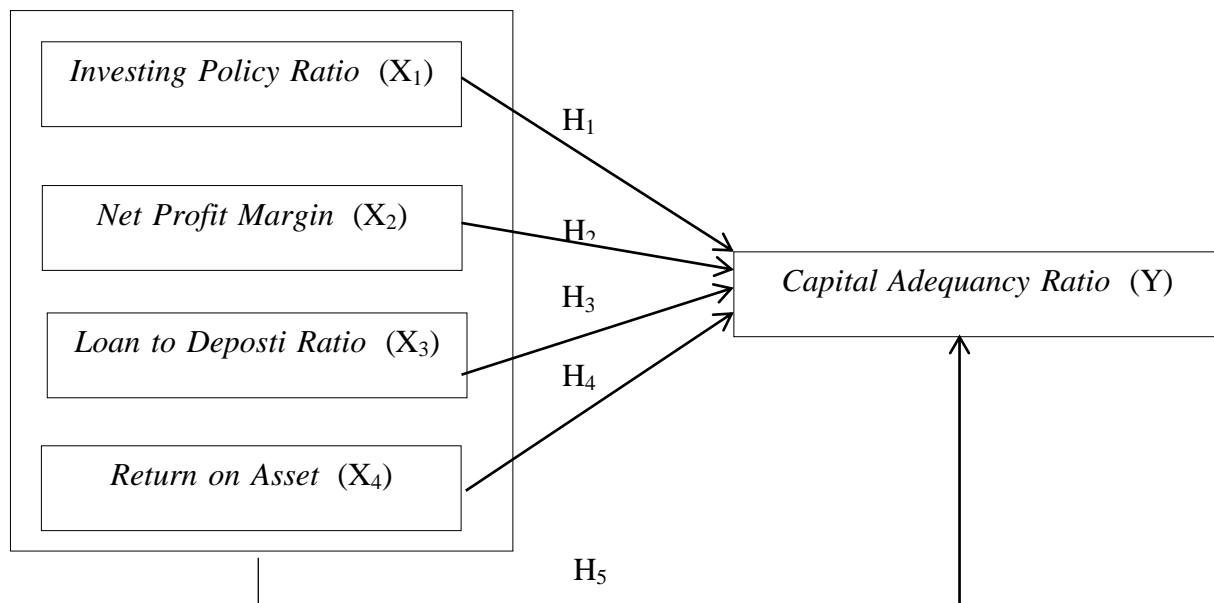 Investing Policy Ratio (X₁)
H₁
Net Profit Margin (X₂)
H₂
Capital Adequancy Ratio (Y)
H₃
Loan to Deposti Ratio (X₃)
H₄
Return on Asset (X₄)
H₅